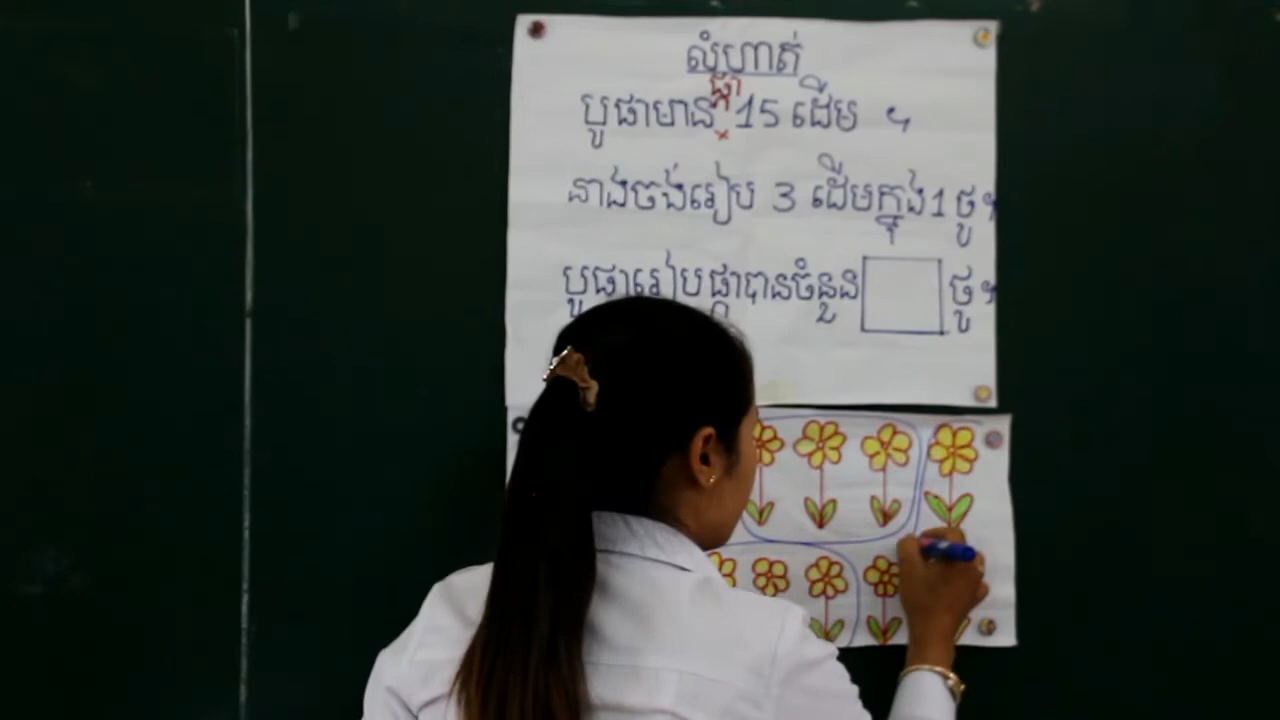 លំហាត់
បូផាមានផ្កា 15 ដើម ។
នាងចង់រៀប 3 ដើមក្នុង 1 ថូ។
បូផារៀបផ្កាបានចំនួន ថូ។